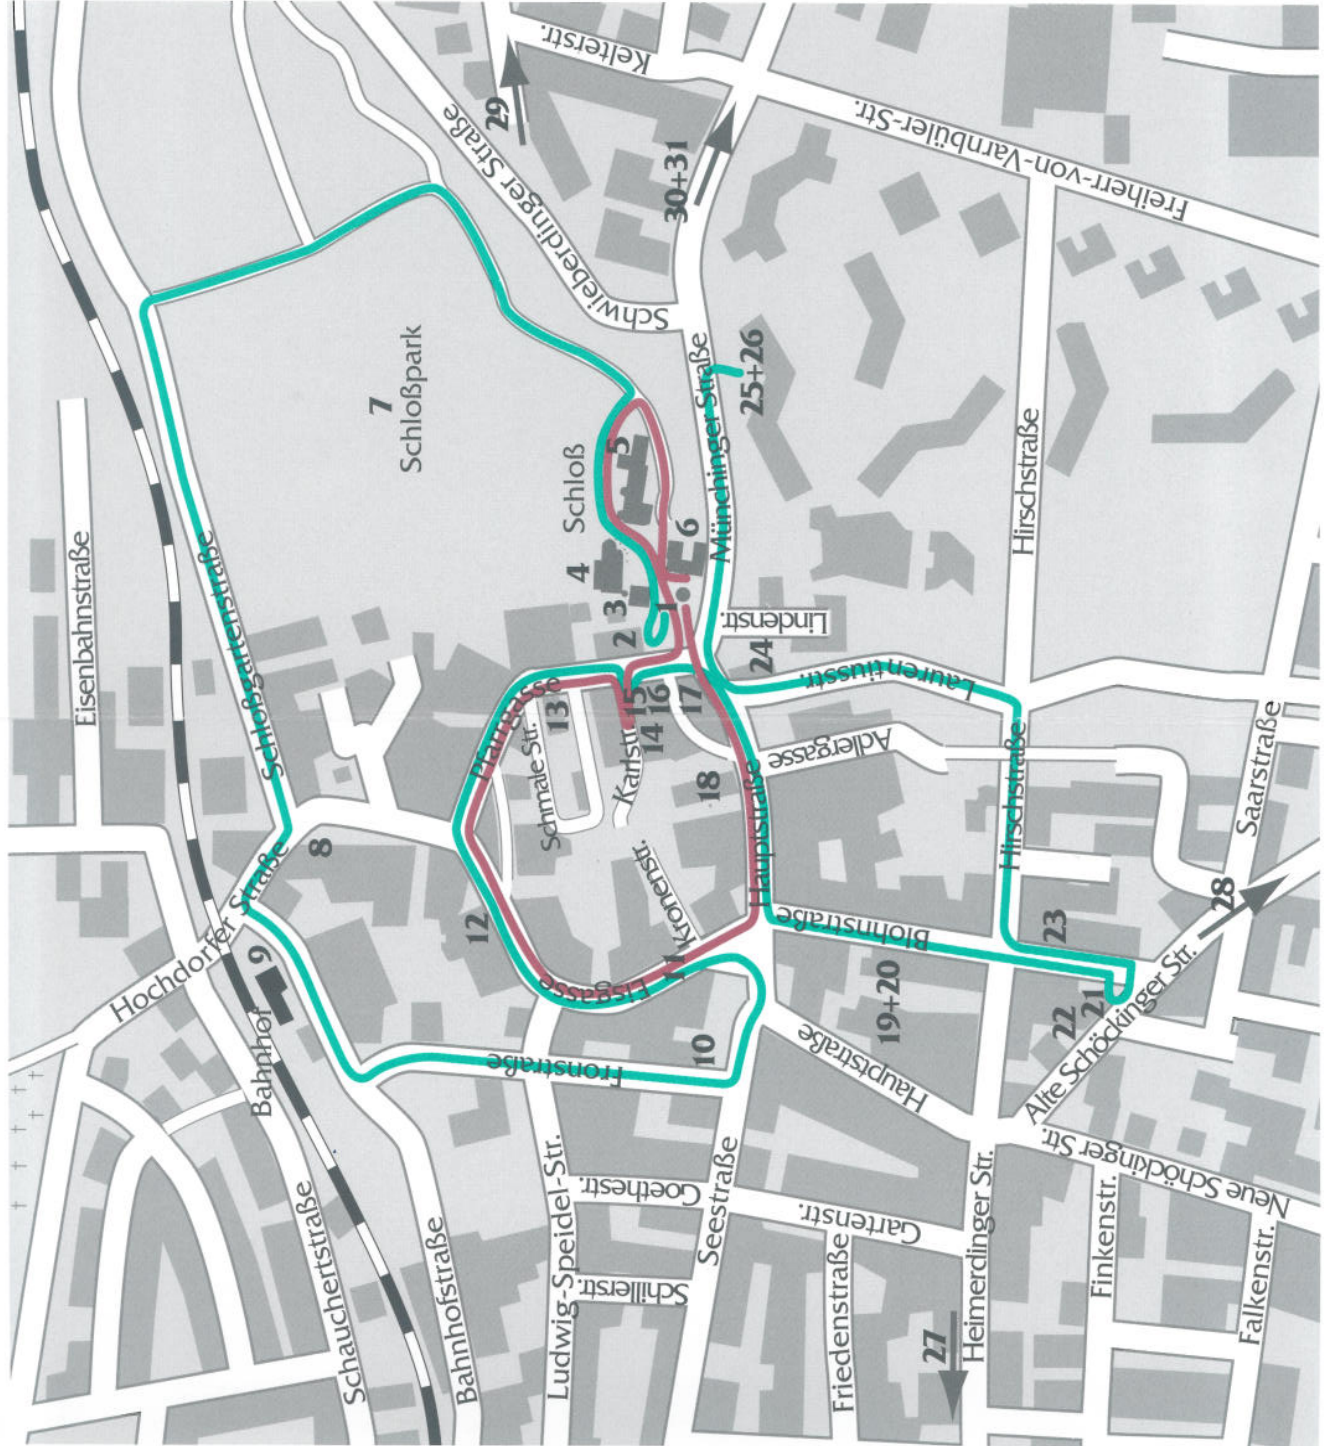 Kelterstr.
29
Schwieberdinger Straße
30+31
Freiherr-von-Varnbüler-Str.
7
Schloßpark
Schloß
5
4
3
2
1
6
Münchinger Straße
25+26
Hirschstraße
Eisenbahnstraße
Schloßgartenstraße
Lindenstr.
24
Laurentiusstr.
Pfarrgasse
13
Schmale Str.
15
16
14
Karlstr.
17
18
Adlergasse
Hauptstraße
Hirschstraße
Saarstraße
8
Hochdorfer Straße
9
Bahnhof
12
Kronenstr.
11
Eisgasse
Blohnstraße
23
28
19+20
22
21
Alte Schöckinger Str.
10
Fronstraße
Hauptstraße
Neue Schöckinger Str.
Schauchertstraße
Bahnhofstraße
Ludwig-Speidel-Str.
Goethestr.
Schillerstr.
Seestraße
Gartenstr.
Friedenstraße
27
Heimerdinger Str.
Finkenstr.
Falkenstr.